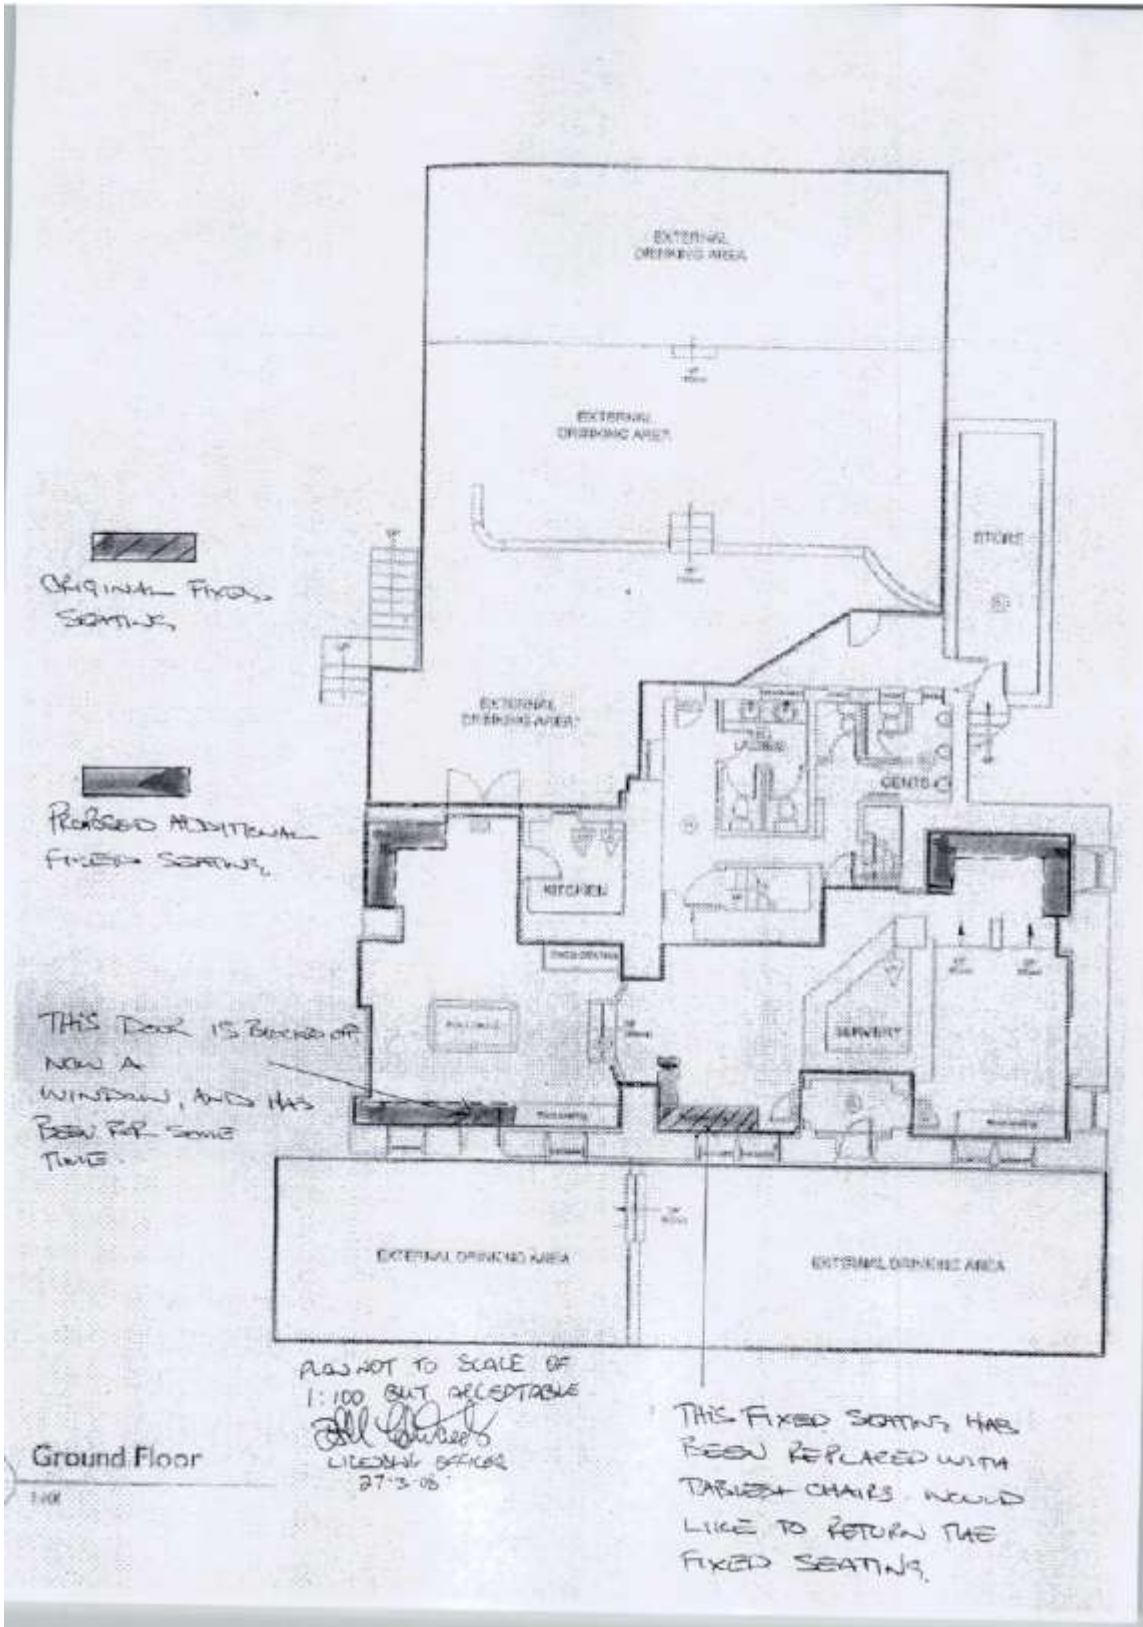 EXTERNAL
DRINKING AREA
UP
EXTERNAL
DRINKING AREA
STORE
UP
ORIGINAL FIXED
SEATING
EXTERNAL
DRINKING AREA
LADIES
GENTS
PROPOSED ADDITIONAL
FIXED SEATING
KITCHEN
THIS DOOR IS BLOCKED OFF
NOW A
WINDOW, AND HAS
BEEN FOR SOME
TIME.
SERVERY
EXTERNAL DRINKING AREA
EXTERNAL DRINKING AREA
PLAN NOT TO SCALE OF
1:100 BUT ACCEPTABLE
LICENSING OFFICER
27-3-08
THIS FIXED SEATING HAS
BEEN REPLACED WITH
TABLES + CHAIRS. WOULD
LIKE TO RETURN THE
FIXED SEATING.
Ground Floor